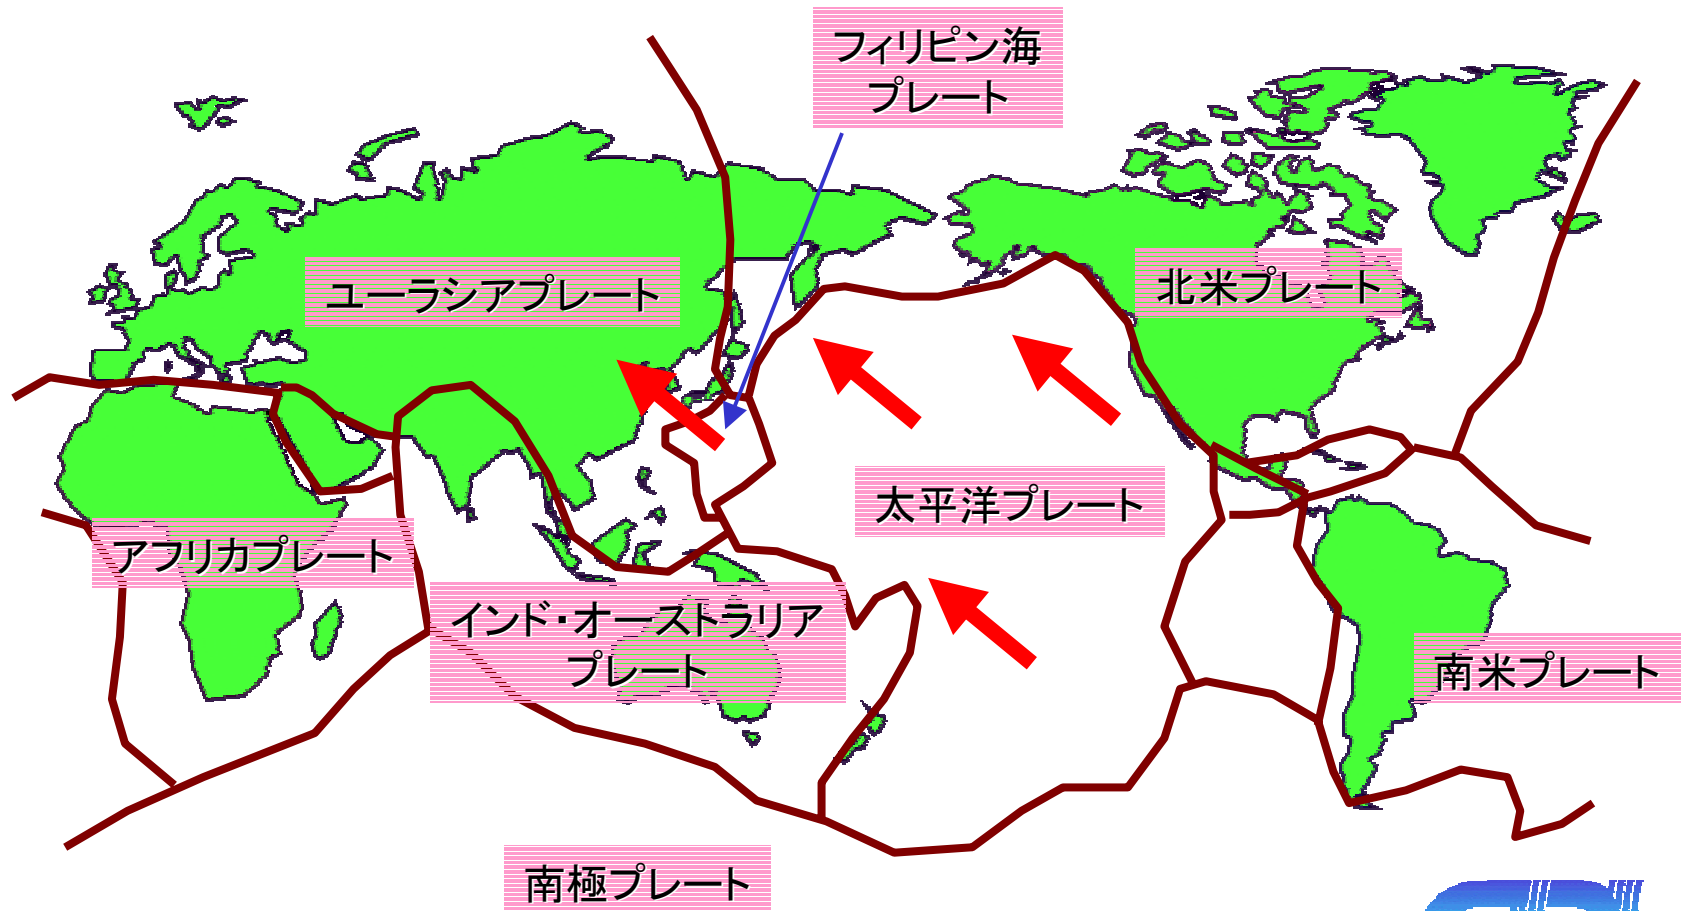 フィリピン海
プレート
ユーラシアプレート
北米プレート
太平洋プレート
アフリカプレート
インド・オーストラリア
プレート
南米プレート
南極プレート